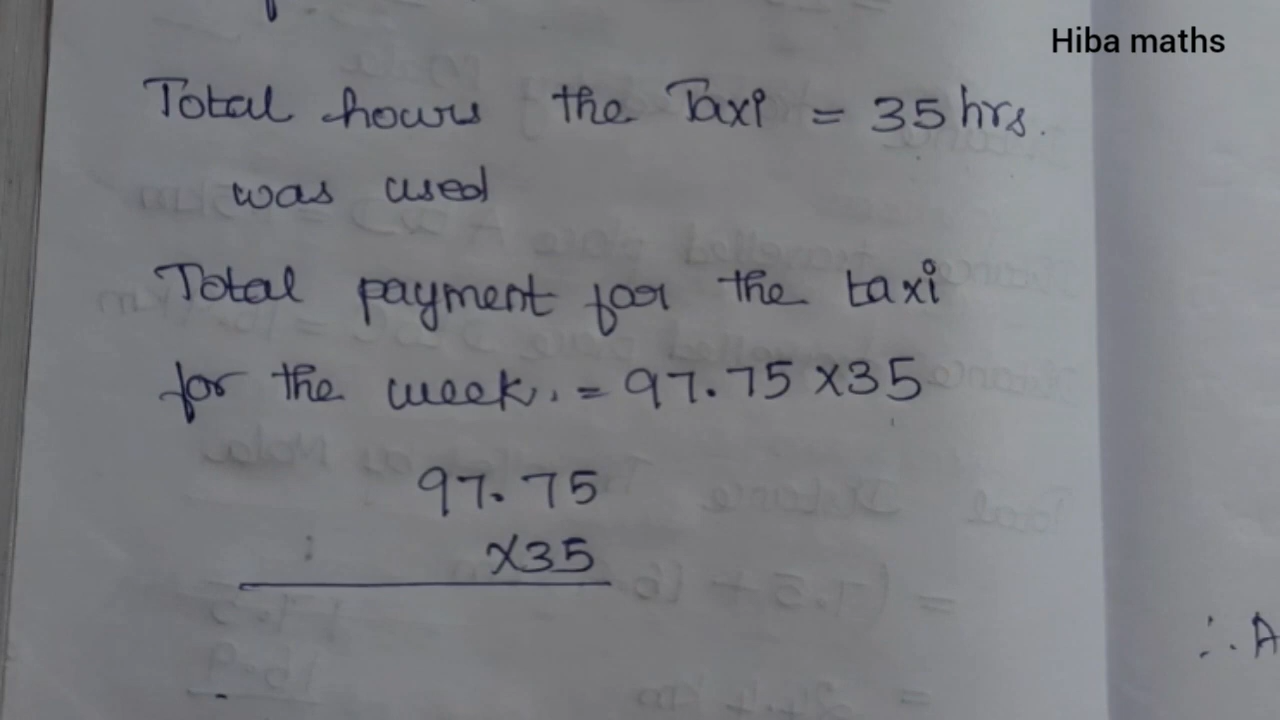 Hiba maths
Total hours the Taxi = 35 hrs.
was used
Total payment for the taxi
for the week. = 97.75 x35
97.75
x35
∴ A